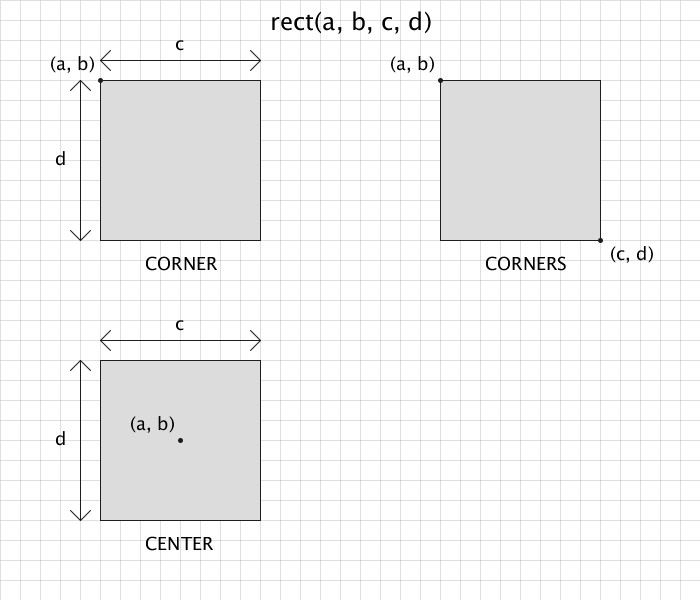 rect(a, b, c, d)
c
(a, b)
d
CORNER
(a, b)
(c, d)
CORNERS
c
d
(a, b)
CENTER